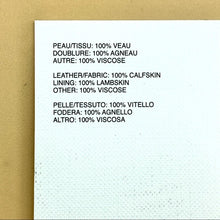 PEAU/TISSU: 100% VEAU
DOUBLURE: 100% AGNEAU
AUTRE: 100% VISCOSE
LEATHER/FABRIC: 100% CALFSKIN
LINING: 100% LAMBSKIN
OTHER: 100% VISCOSE
PELLE/TESSUTO: 100% VITELLO
FODERA: 100% AGNELLO
ALTRO: 100% VISCOSA